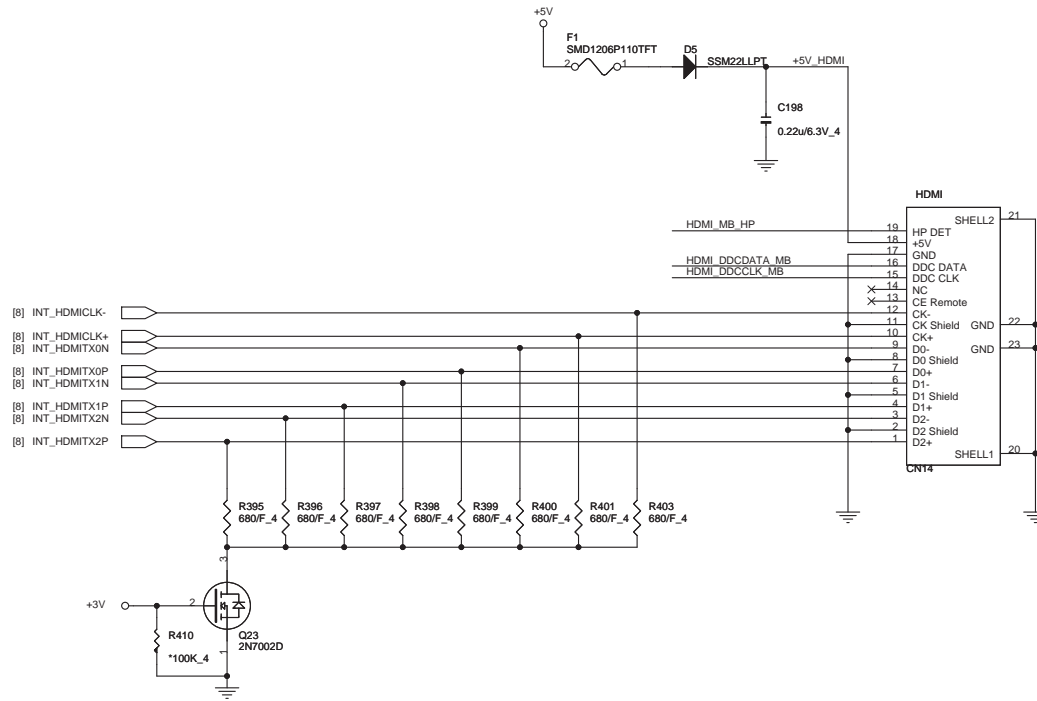 +5V
F1
SMD1206P110TFT
2
1
D5
SSM22LLPT
+5V_HDMI
C198
0.22u/6.3V_4
HDMI
SHELL2 21
HDMI_MB_HP 19 HP DET
18 +5V
17 GND
HDMI_DDCDATA_MB 16 DDC DATA
HDMI_DDCCLK_MB 15 DDC CLK
14 NC
13 CE Remote
[8] INT_HDMICLK- 12 CK-
11 CK Shield GND 22
[8] INT_HDMICLK+ 10 CK+
[8] INT_HDMITX0N 9 D0- GND 23
8 D0 Shield
[8] INT_HDMITX0P 7 D0+
[8] INT_HDMITX1N 6 D1-
5 D1 Shield
[8] INT_HDMITX1P 4 D1+
[8] INT_HDMITX2N 3 D2-
2 D2 Shield
[8] INT_HDMITX2P 1 D2+
SHELL1 20
CN14
R395 R396 R397 R398 R399 R400 R401 R403
680/F_4 680/F_4 680/F_4 680/F_4 680/F_4 680/F_4 680/F_4 680/F_4
3
+3V
2
R410
*100K_4
Q23
2N7002D
1